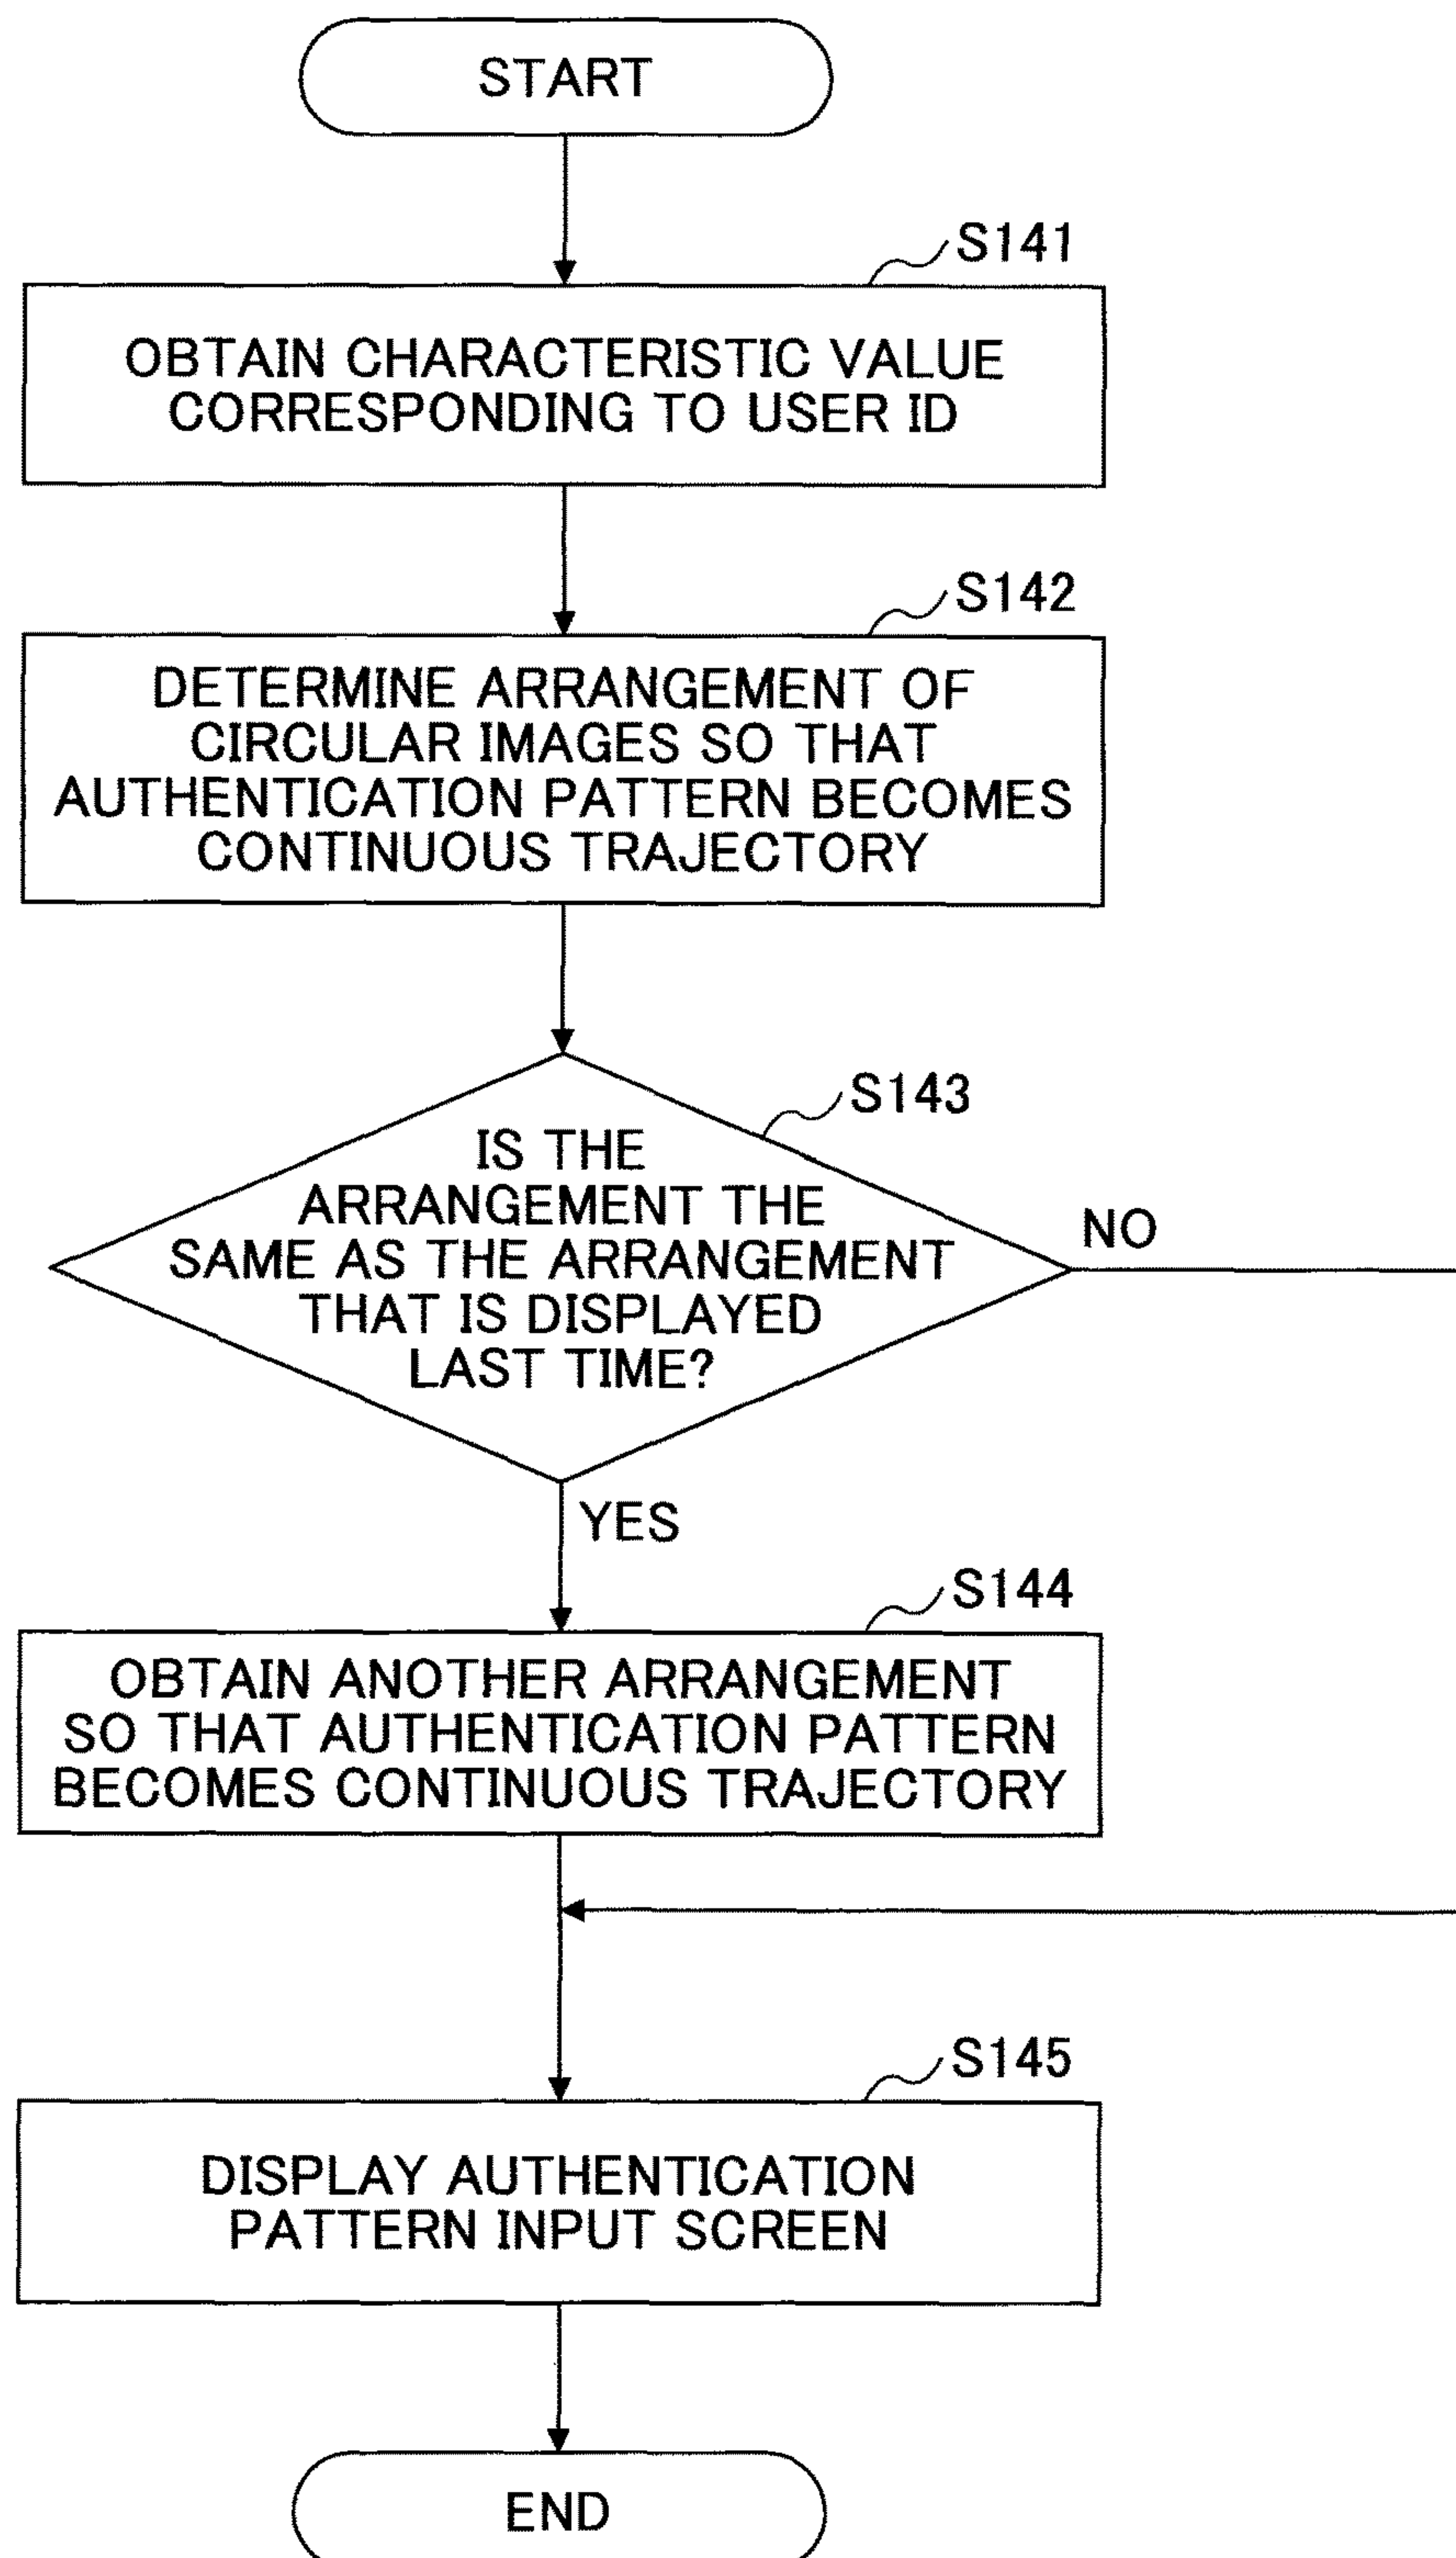 START
S141
OBTAIN CHARACTERISTIC VALUE
CORRESPONDING TO USER ID
S142
DETERMINE ARRANGEMENT OF
CIRCULAR IMAGES SO THAT
AUTHENTICATION PATTERN BECOMES
CONTINUOUS TRAJECTORY
S143
IS THE
ARRANGEMENT THE
SAME AS THE ARRANGEMENT
THAT IS DISPLAYED
LAST TIME?
NO
YES
S144
OBTAIN ANOTHER ARRANGEMENT
SO THAT AUTHENTICATION PATTERN
BECOMES CONTINUOUS TRAJECTORY
S145
DISPLAY AUTHENTICATION
PATTERN INPUT SCREEN
END